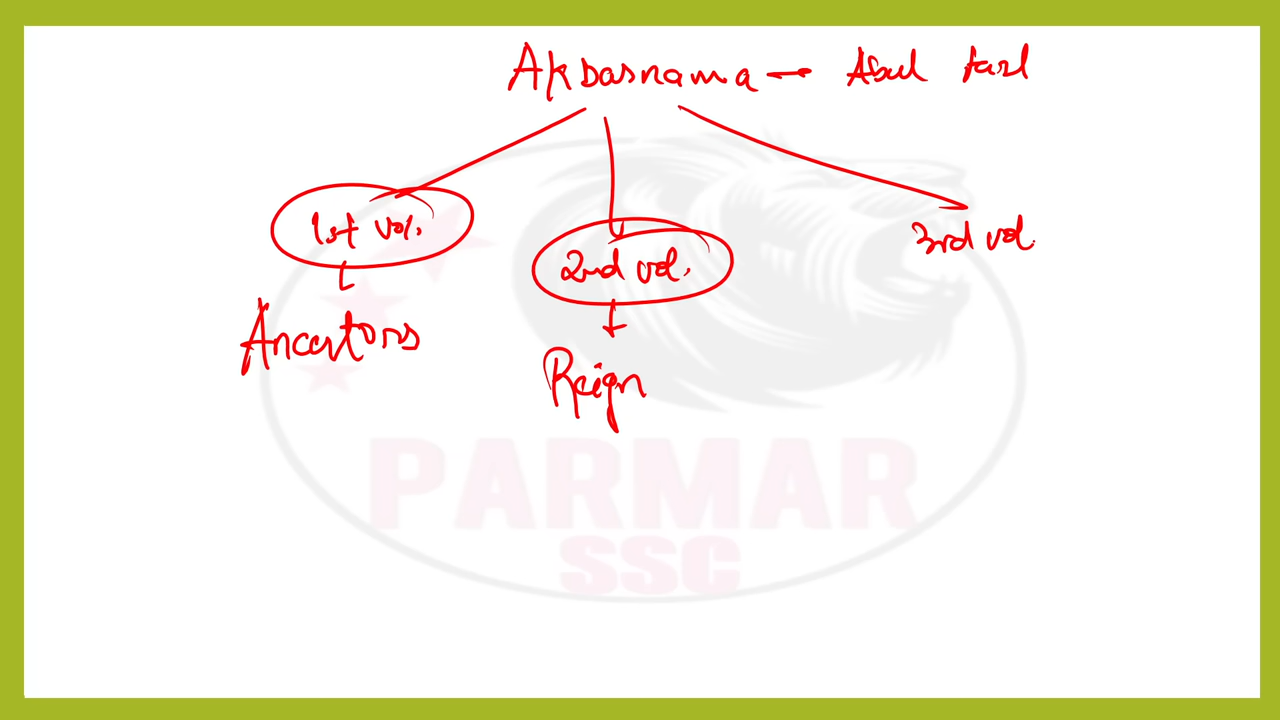 Akbarnama → Abul Fazl
1st vol.
2nd vol.
3rd vol.
Ancestors
Reign
PARMAR
SSC